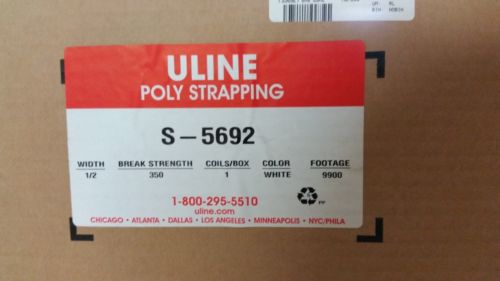 ULINE
POLY STRAPPING
S-5692
WIDTH BREAK STRENGTH COILS/BOX COLOR FOOTAGE
1/2 350 1 WHITE 9900
1-800-295-5510
uline.com
PP
CHICAGO • ATLANTA • DALLAS • LOS ANGELES • MINNEAPOLIS • NYC/PHILA